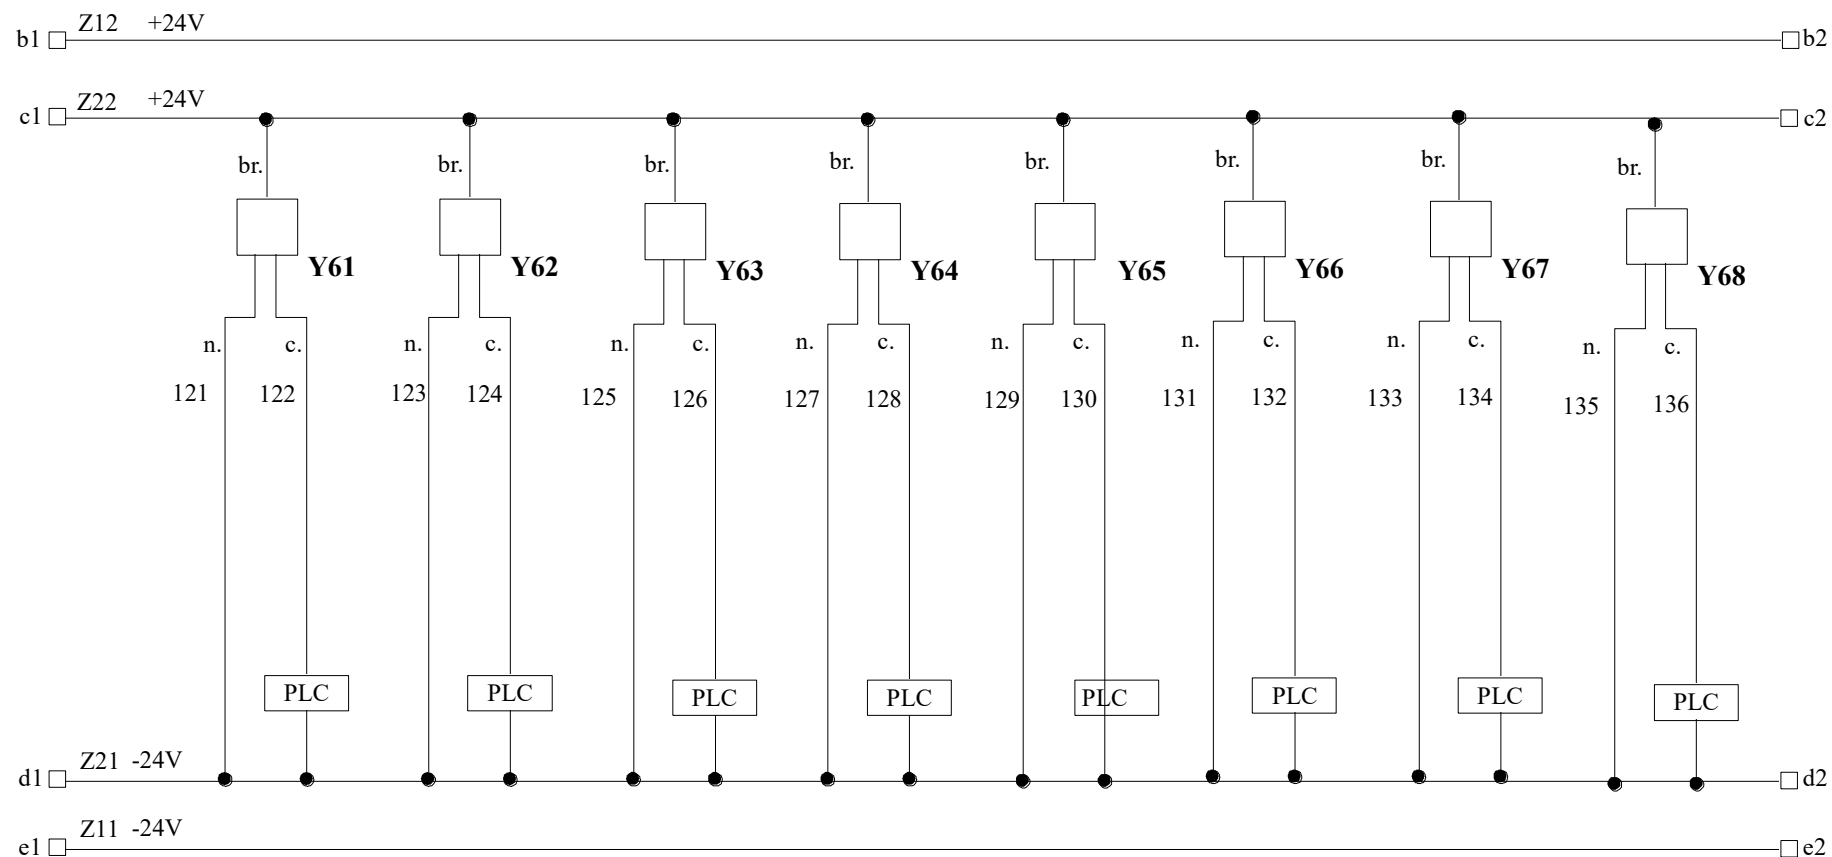 Z12 +24V
b1 b2
Z22 +24V
c1 c2
br. br. br. br. br. br. br. br.
Y61 Y62 Y63 Y64 Y65 Y66 Y67 Y68
n. c. n. c. n. c. n. c. n. c. n. c. n. c. n. c.
121 122 123 124 125 126 127 128 129 130 131 132 133 134 135 136
PLC PLC PLC PLC PLC PLC PLC PLC
Z21 -24V
d1 d2
Z11 -24V
e1 e2